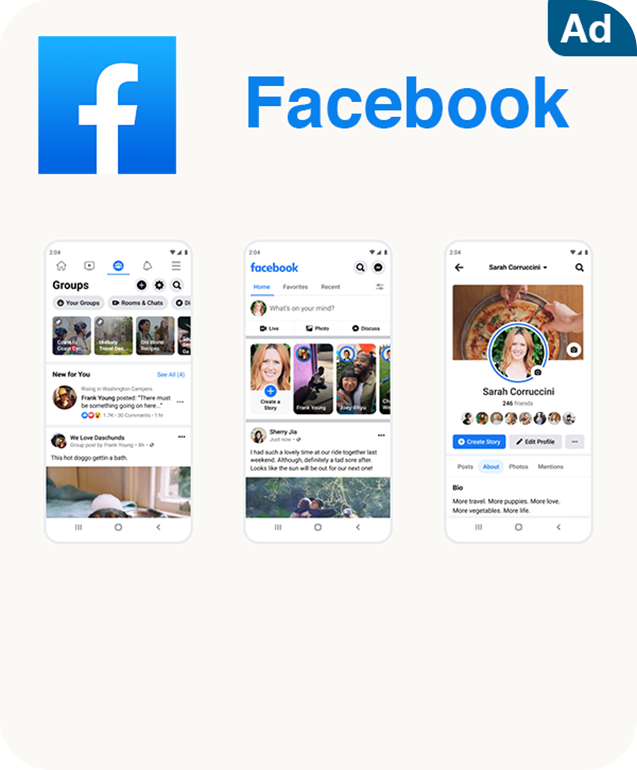 Ad
Facebook
2:04
Groups
Your Groups
Rooms & Chats
Di
Coast to
Coast Ca
Unlikely
Travel Des
Old World
Recipes
Ga
New for You
See All (4)
Rising in Washington Campers
Frank Young posted: "There must
be something going on here..."
1.7K • 30 Comments • 1 hr
We Love Daschunds
Group post by Frank Young • 8h •
This hot doggo gettin a bath.
2:04
facebook
Home
Favorites
Recent
What's on your mind?
Live
Photo
Discuss
Create a
Story
Frank Young
Joey Rhyu
Sherry Jia
Just now •
I had such a lovely time at our ride together last
weekend. Although, definitely a tad sore after.
Looks like the sun will be out for our next one!
2:04
Sarah Corruccini
Sarah Corruccini
246 friends
Create Story
Edit Profile
Posts
About
Photos
Mentions
Bio
More travel. More puppies. More love.
More vegetables. More life.